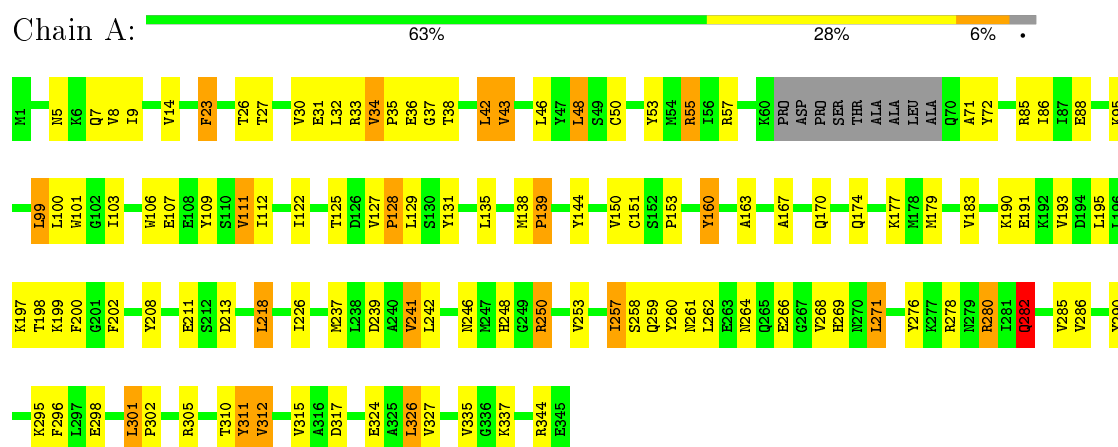 Chain A:
63% 28% 6% •
M1 N5 K6 Q7 V8 I9 V14 F23 T26 T27 V30 E31 L32 R33 V34 P35 E36 G37 T38 L42 V43 L46 Y47 L48 S49 C50 Y53 M54 R55 I56 R57 K60 PRO ASP PRO SER THR ALA ALA LEU ALA Q70 A71 Y72 R85 I86 I87 E88 K95
L99 L100 W101 G102 I103 W106 E107 E108 Y109 S110 V111 I112 I122 T125 D126 V127 P128 L129 S130 Y131 L135 M138 P139 Y144 V150 C151 S152 P153 Y160 A163 A167 Q170 Q174 K177 M178 M179 V183 K190 E191 K192 V193 D194 L195
K197 T198 K199 F200 G201 F202 Y208 E211 S212 D213 L218 I226 M237 L238 D239 A240 V241 L242 N246 M247 H248 G249 R250 V253 I257 S258 Q259 Y260 N261 L262 E263 N264 Q265 E266 G267 V268 H269 N270 L271 Y276 K277 R278 N279 R280 I281 Q282 V285 V286
K295 F296 L297 E298 L301 P302 R305 T310 Y311 V312 V315 A316 D317 E324 A325 L326 V327 V335 G336 K337 R344 E345